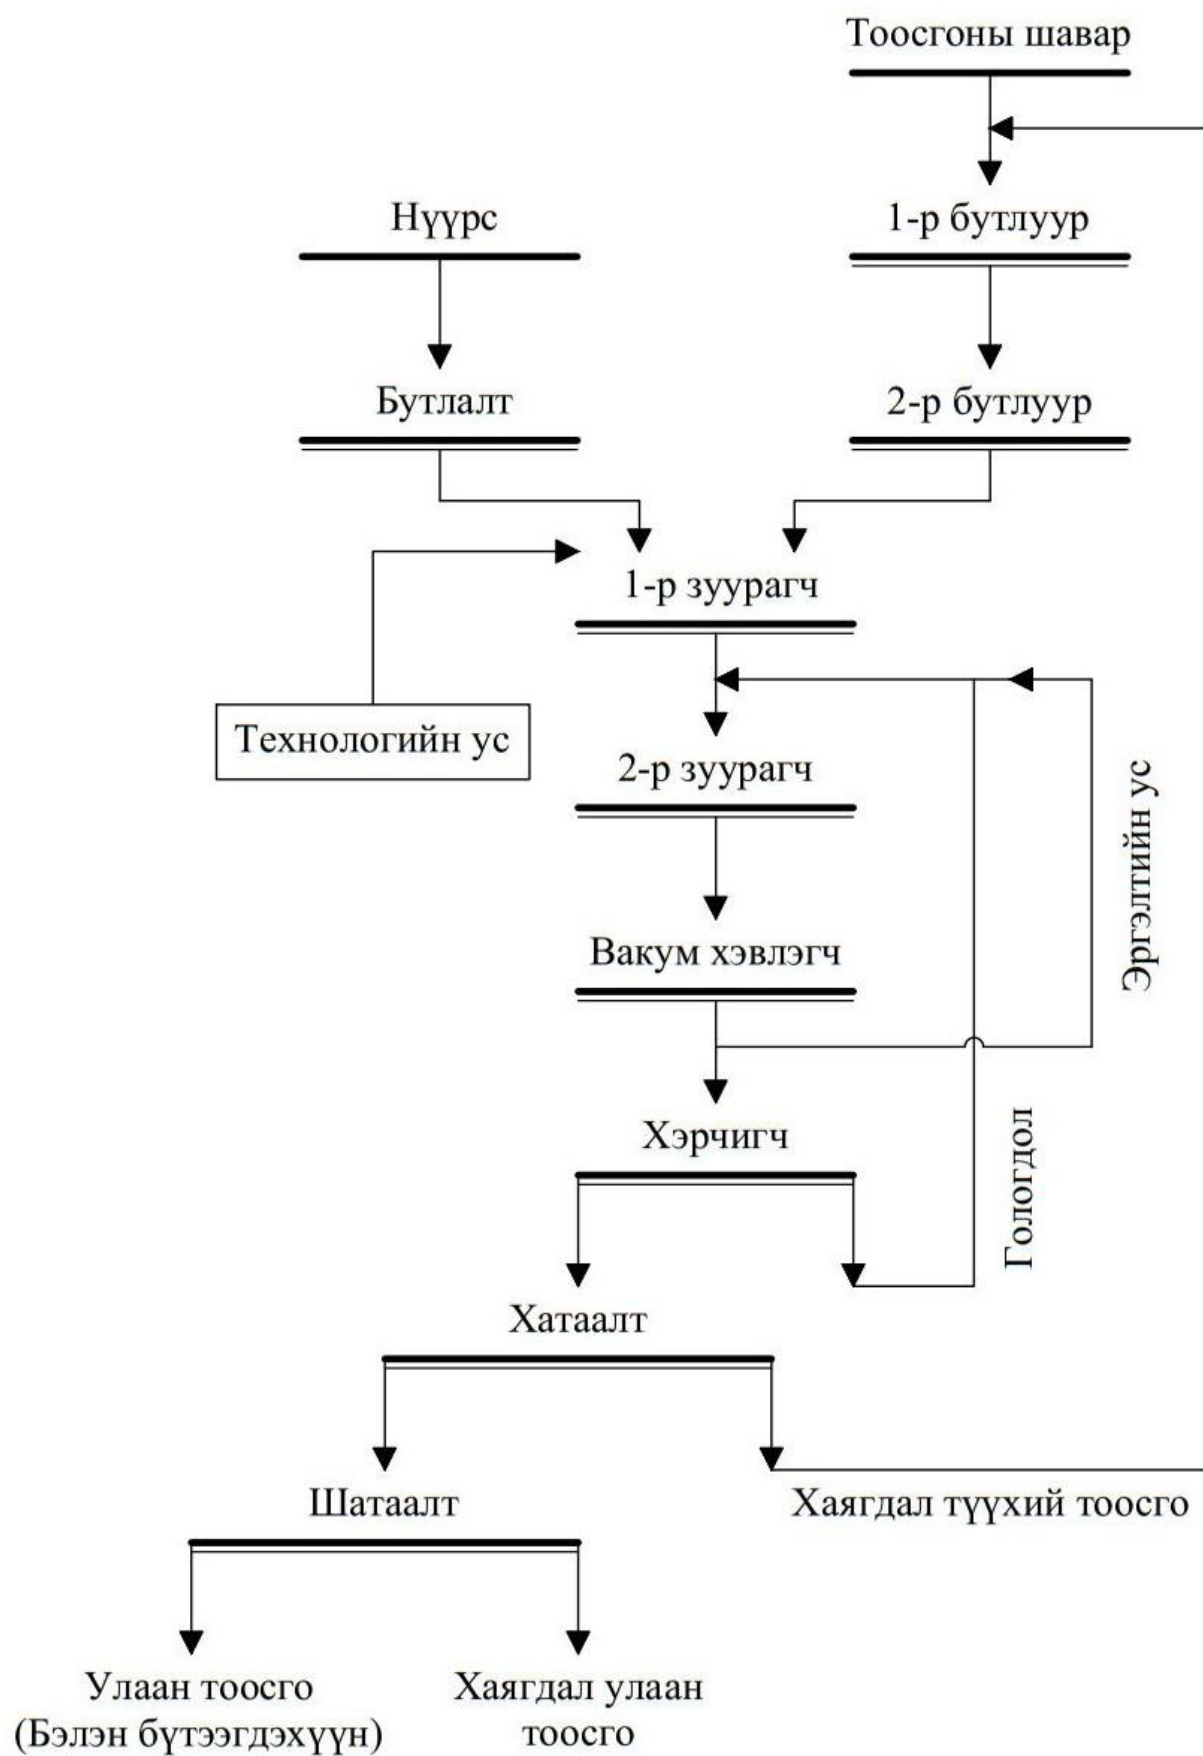 Тоосгоны шавар
Нүүрс
1-р бутлуур
Бутлалт
2-р бутлуур
1-р зуурагч
Технологийн ус
2-р зуурагч
Эргэлтийн ус
Вакум хэвлэгч
Хэрчигч
Гологдол
Хатаалт
Шатаалт
Хаягдал түүхий тоосго
Улаан тоосго
(Бэлэн бүтээгдэхүүн)
Хаягдал улаан
тоосго